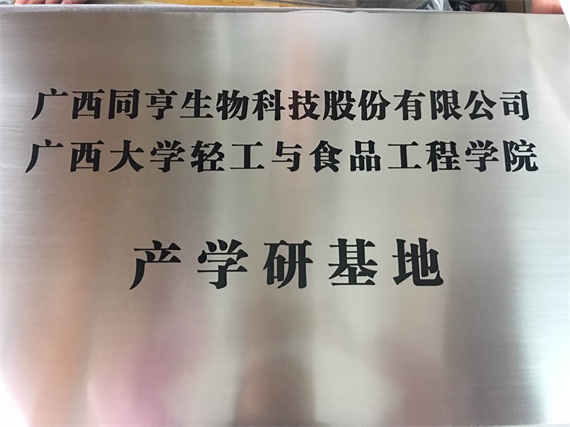 广西同亨生物科技股份有限公司
广西大学轻工与食品工程学院
产学研基地